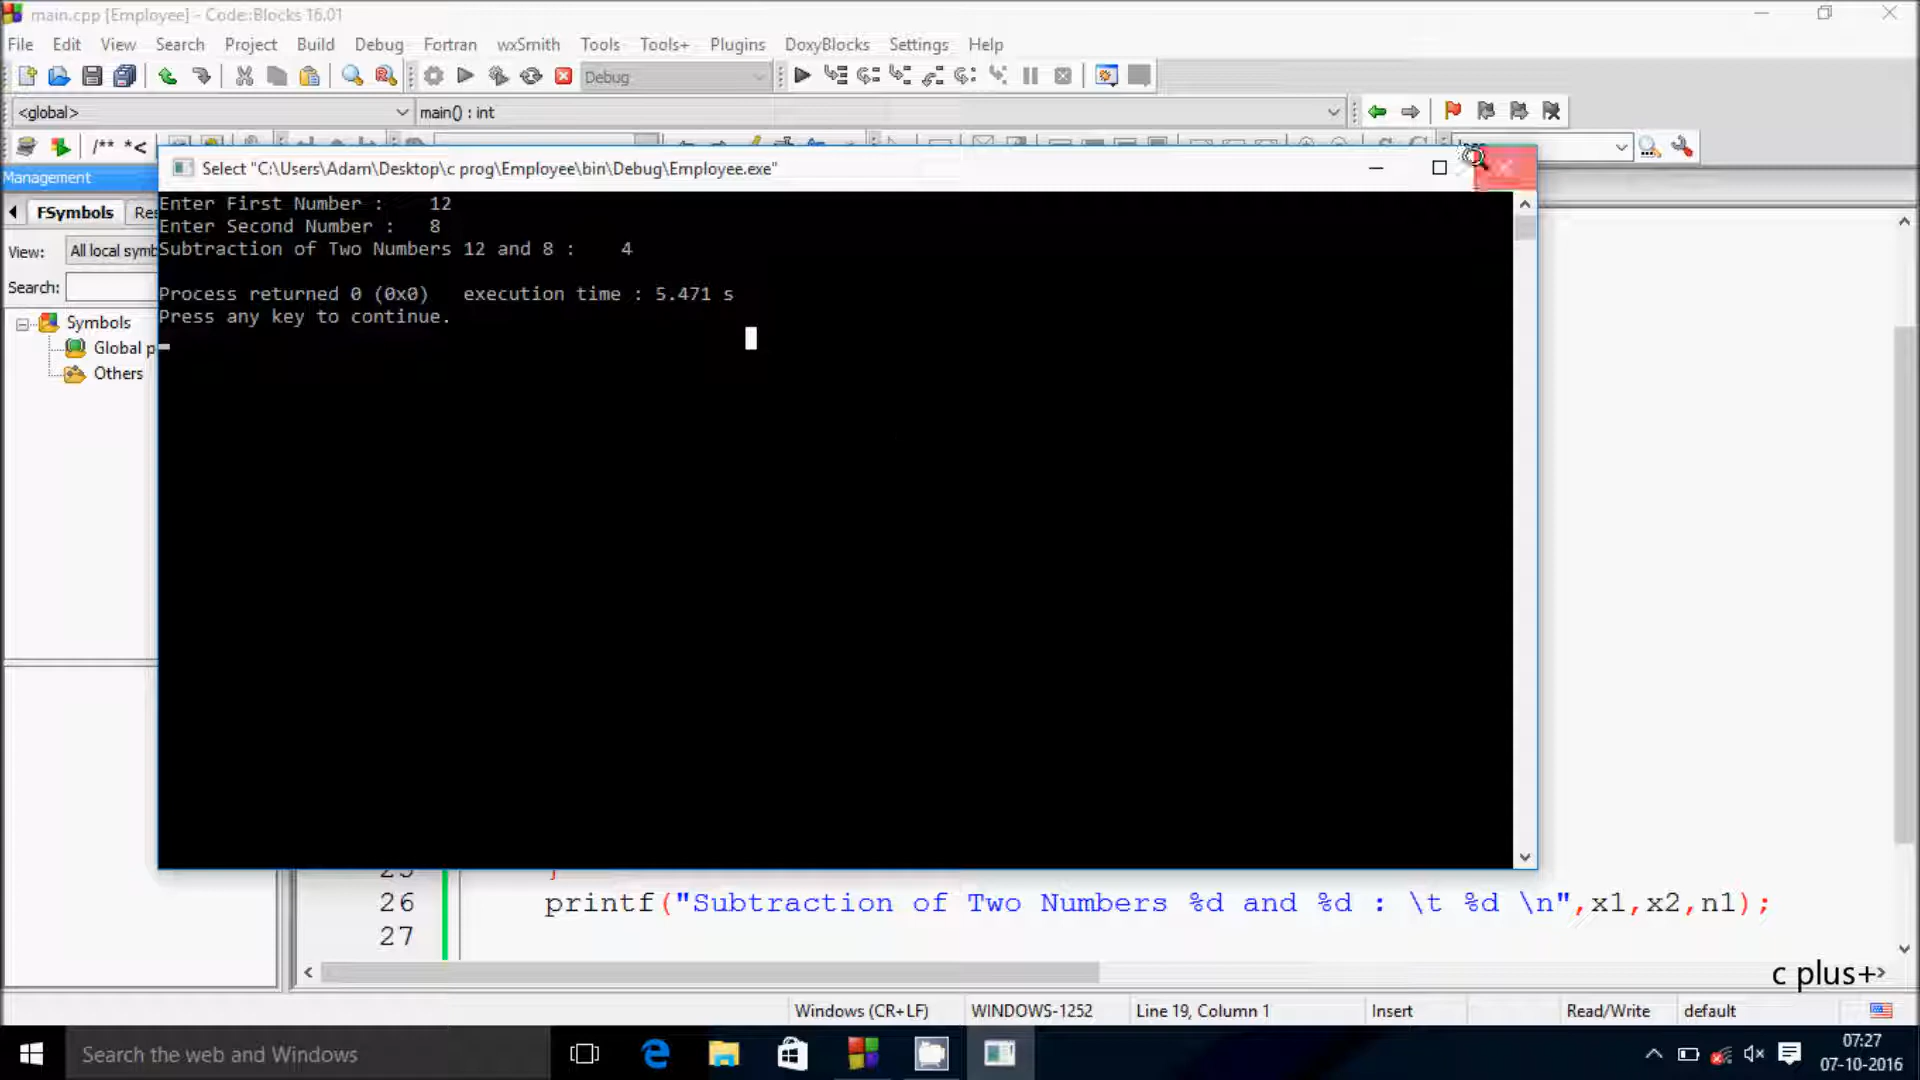 main.cpp [Employee] - Code::Blocks 16.01
File Edit View Search Project Build Debug Fortran wxSmith Tools Tools+ Plugins DoxyBlocks Settings Help
Debug
<global> main() : int
/** *<
Management
Select "C:\Users\Adam\Desktop\c prog\Employee\bin\Debug\Employee.exe"
FSymbols
View: All local symb
Search:
Symbols
Global p
Others
Enter First Number : 12
Enter Second Number : 8
Subtraction of Two Numbers 12 and 8 : 4
Process returned 0 (0x0) execution time : 5.471 s
Press any key to continue.
25 }
26 printf("Subtraction of Two Numbers %d and %d : \t %d \n",x1,x2,n1);
27
c plus+
Windows (CR+LF) WINDOWS-1252 Line 19, Column 1 Insert Read/Write default
Search the web and Windows
07:27
07-10-2016